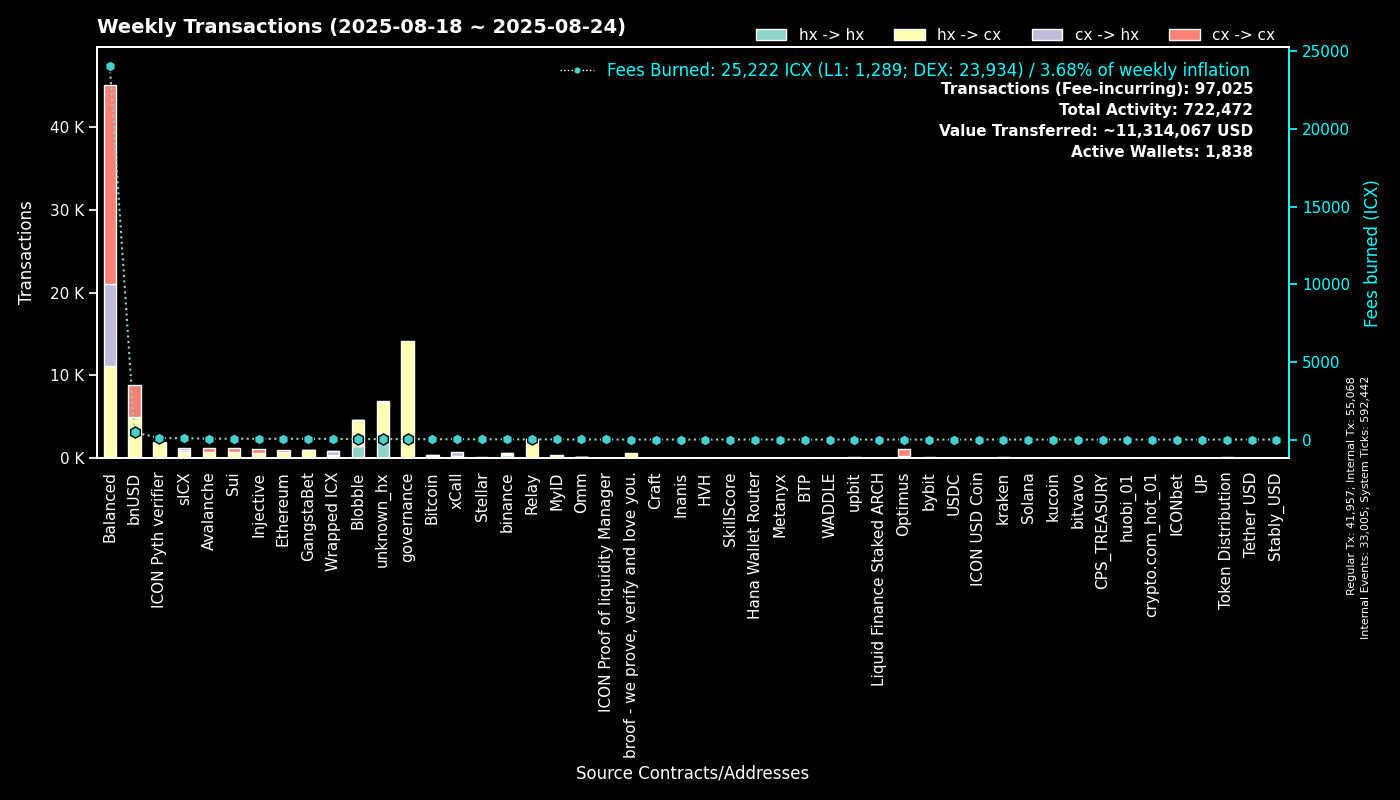 Weekly Transactions (2025-08-18 ~ 2025-08-24)
hx -> hx
hx -> cx
cx -> hx
cx -> cx
Fees Burned: 25,222 ICX (L1: 1,289; DEX: 23,934) / 3.68% of weekly inflation
Transactions (Fee-incurring): 97,025
Total Activity: 722,472
Value Transferred: ~11,314,067 USD
Active Wallets: 1,838
Transactions
40 K
30 K
20 K
10 K
0 K
25000
20000
15000
10000
5000
0
Fees burned (ICX)
Regular Tx: 41,957; Internal Tx: 55,068
Internal Events: 33,005; System Ticks: 592,442
Balanced
bnUSD
ICON Pyth verifier
sICX
Avalanche
Sui
Injective
Ethereum
GangstaBet
Wrapped ICX
Blobble
unknown_hx
governance
Bitcoin
xCall
Stellar
binance
Relay
MyID
Omm
ICON Proof of liquidity Manager
broof - we prove, verify and love you.
Craft
Inanis
HVH
SkillScore
Hana Wallet Router
Metanyx
BTP
WADDLE
upbit
Liquid Finance Staked ARCH
Optimus
bybit
USDC
ICON USD Coin
kraken
Solana
kucoin
bitvavo
CPS_TREASURY
huobi_01
crypto.com_hot_01
ICONbet
UP
Token Distribution
Tether USD
Stably_USD
Source Contracts/Addresses